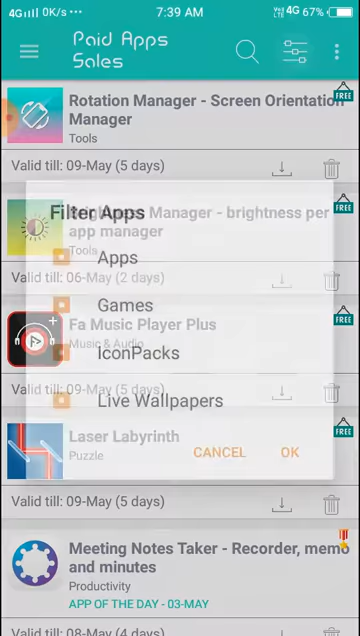 4G 0K/s ••• 7:39 AM 4G 67%
Paid Apps
Sales
FREE
Rotation Manager - Screen Orientation
Manager
Tools
Valid till: 09-May (5 days)
FREE
Brightness Manager - brightness per
app manager
Tools
Filter Apps
Apps
Valid till: 06-May (2 days)
Games
FREE
Fa Music Player Plus
Music & Audio
IconPacks
Valid till: 09-May (5 days)
Live Wallpapers
FREE
Laser Labyrinth
Puzzle
CANCEL OK
Valid till: 09-May (5 days)
Meeting Notes Taker - Recorder, memo
and minutes
Productivity
APP OF THE DAY - 03-MAY
Valid till: 08-May (4 days)